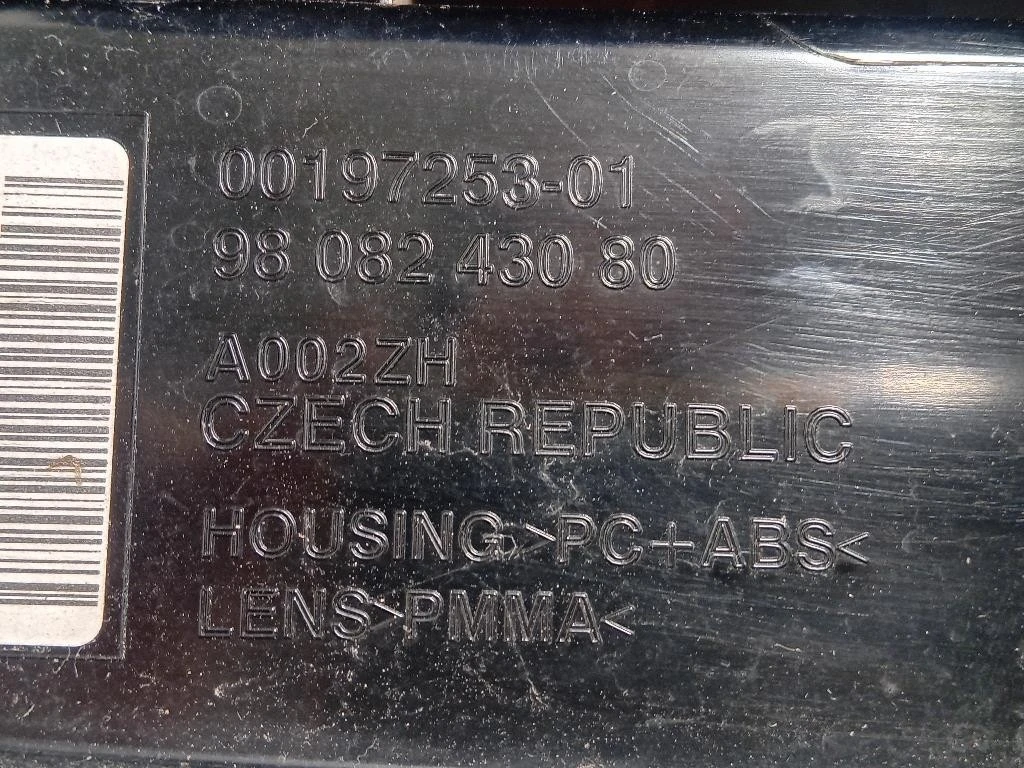 00197253-01
98 082 430 80
A002ZH
CZECH REPUBLIC
HOUSING>PC+ABS<
LENS>PMMA<